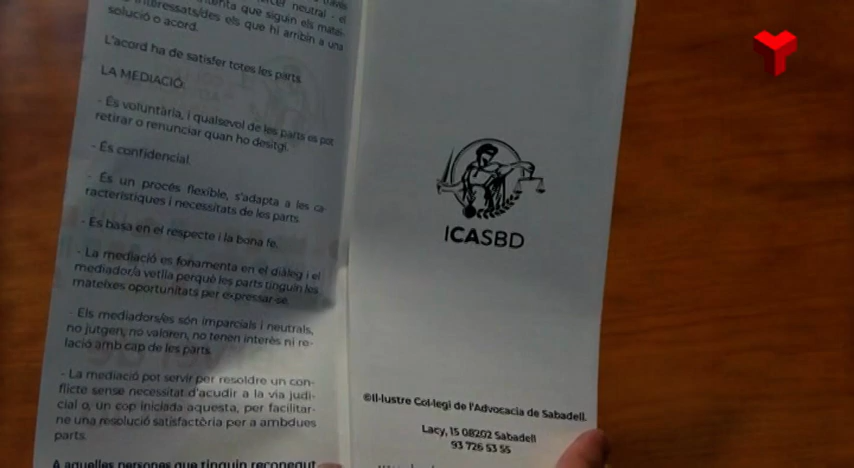 neutral - el
que siguin els matei-
interessats/des els que hi arribin a una
solució o acord.
L'acord ha de satisfer totes les parts.
LA MEDIACIÓ:
- És voluntària, i qualsevol de les parts es pot
retirar o renunciar quan ho desitgi.
- És confidencial.
- És un procés flexible, s'adapta a les ca-
racterístiques i necessitats de les parts.
- Es basa en el respecte i la bona fe.
- La mediació es fonamenta en el diàleg i el
mediador/a vetlla perquè les parts tinguin les
mateixes oportunitats per expressar-se.
- Els mediadors/es són imparcials i neutrals,
no jutgen, no valoren, no tenen interès ni re-
lació amb cap de les parts.
- La mediació pot servir per resoldre un con-
flicte sense necessitat d'acudir a la via judi-
cial o, un cop iniciada aquesta, per facilitar-
ne una resolució satisfactòria per a ambdues
parts.
A aquelles persones que tinguin reconegut
ICASBD
©Il·lustre Col·legi de l'Advocacia de Sabadell.
Lacy, 15 08202 Sabadell
93 726 53 55